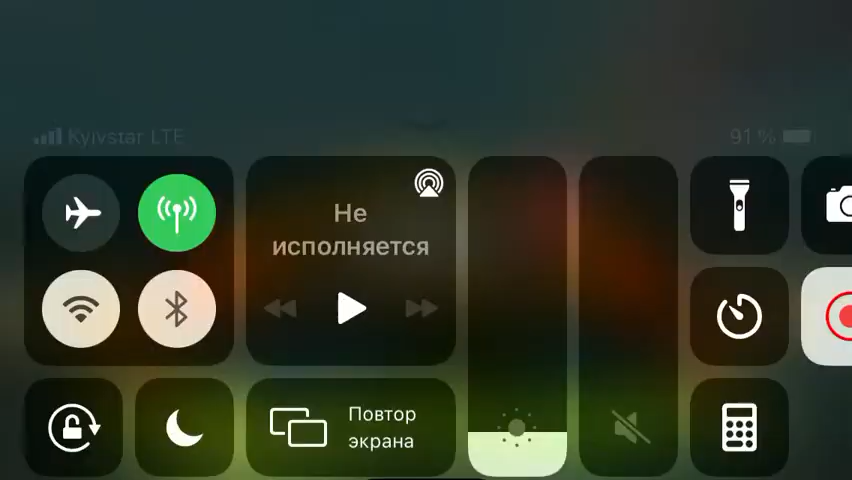 Kyivstar LTE
91 %
Не
исполняется
Повтор
экрана